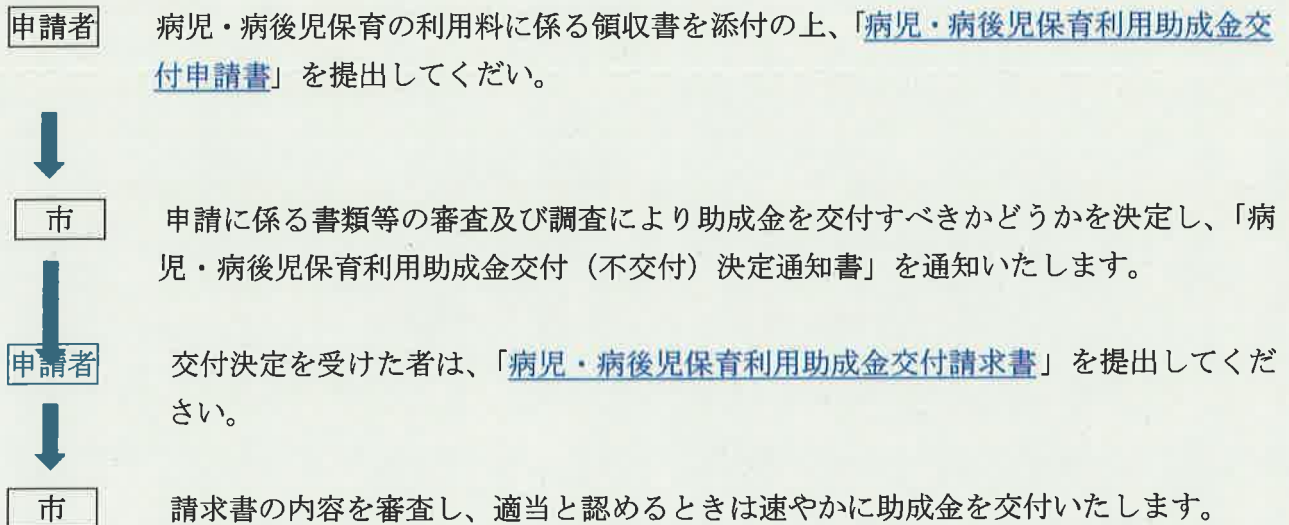 申請者 病児・病後児保育の利用料に係る領収書を添付の上、「病児・病後児保育利用助成金交
付申請書」を提出してくだい。
市 申請に係る書類等の審査及び調査により助成金を交付すべきかどうかを決定し、「病
児・病後児保育利用助成金交付（不交付）決定通知書」を通知いたします。
申請者 交付決定を受けた者は、「病児・病後児保育利用助成金交付請求書」を提出してくだ
さい。
市 請求書の内容を審査し、適当と認めるときは速やかに助成金を交付いたします。